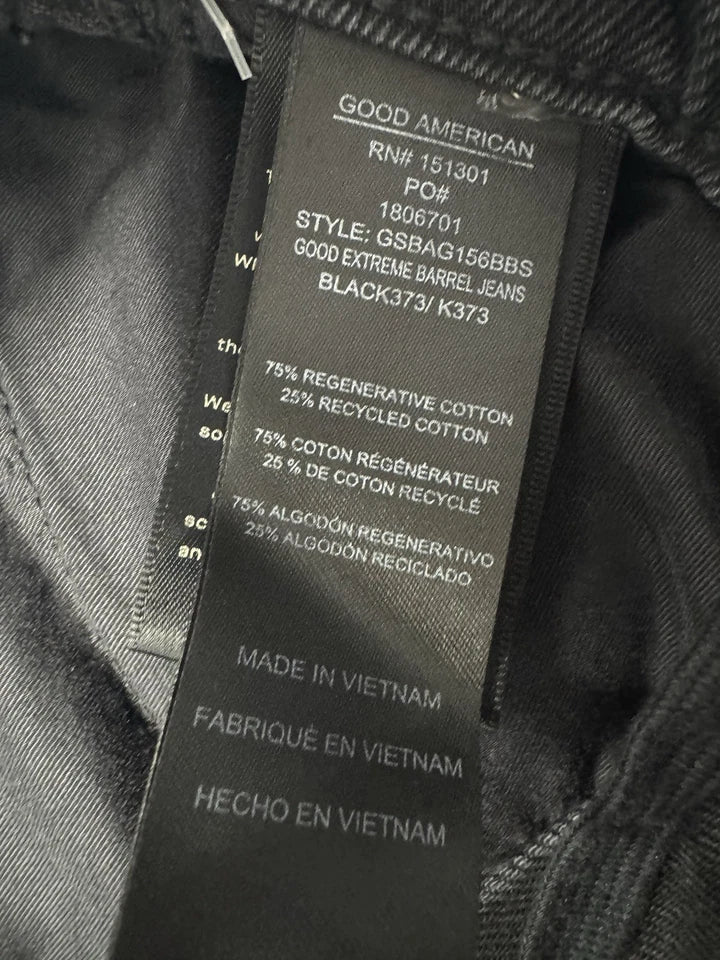 GOOD AMERICAN
RN# 151301
PO#
1806701
STYLE: GSBAG156BBS
GOOD EXTREME BARREL JEANS
BLACK373/ K373
75% REGENERATIVE COTTON
25% RECYCLED COTTON
75% COTON RÉGÉNÉRATEUR
25 % DE COTON RECYCLÉ
75% ALGODÓN REGENERATIVO
25% ALGODÓN RECICLADO
MADE IN VIETNAM
FABRIQUÉ EN VIETNAM
HECHO EN VIETNAM